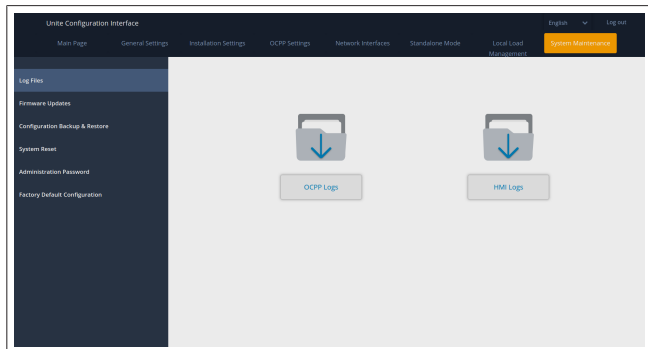 Unite Configuration Interface
English
Log out
Main Page
General Settings
Installation Settings
OCPP Settings
Network Interfaces
Standalone Mode
Local Load
Management
System Maintenance
Log Files
Firmware Updates
Configuration Backup & Restore
System Reset
Administration Password
Factory Default Configuration
OCPP Logs
HMI Logs